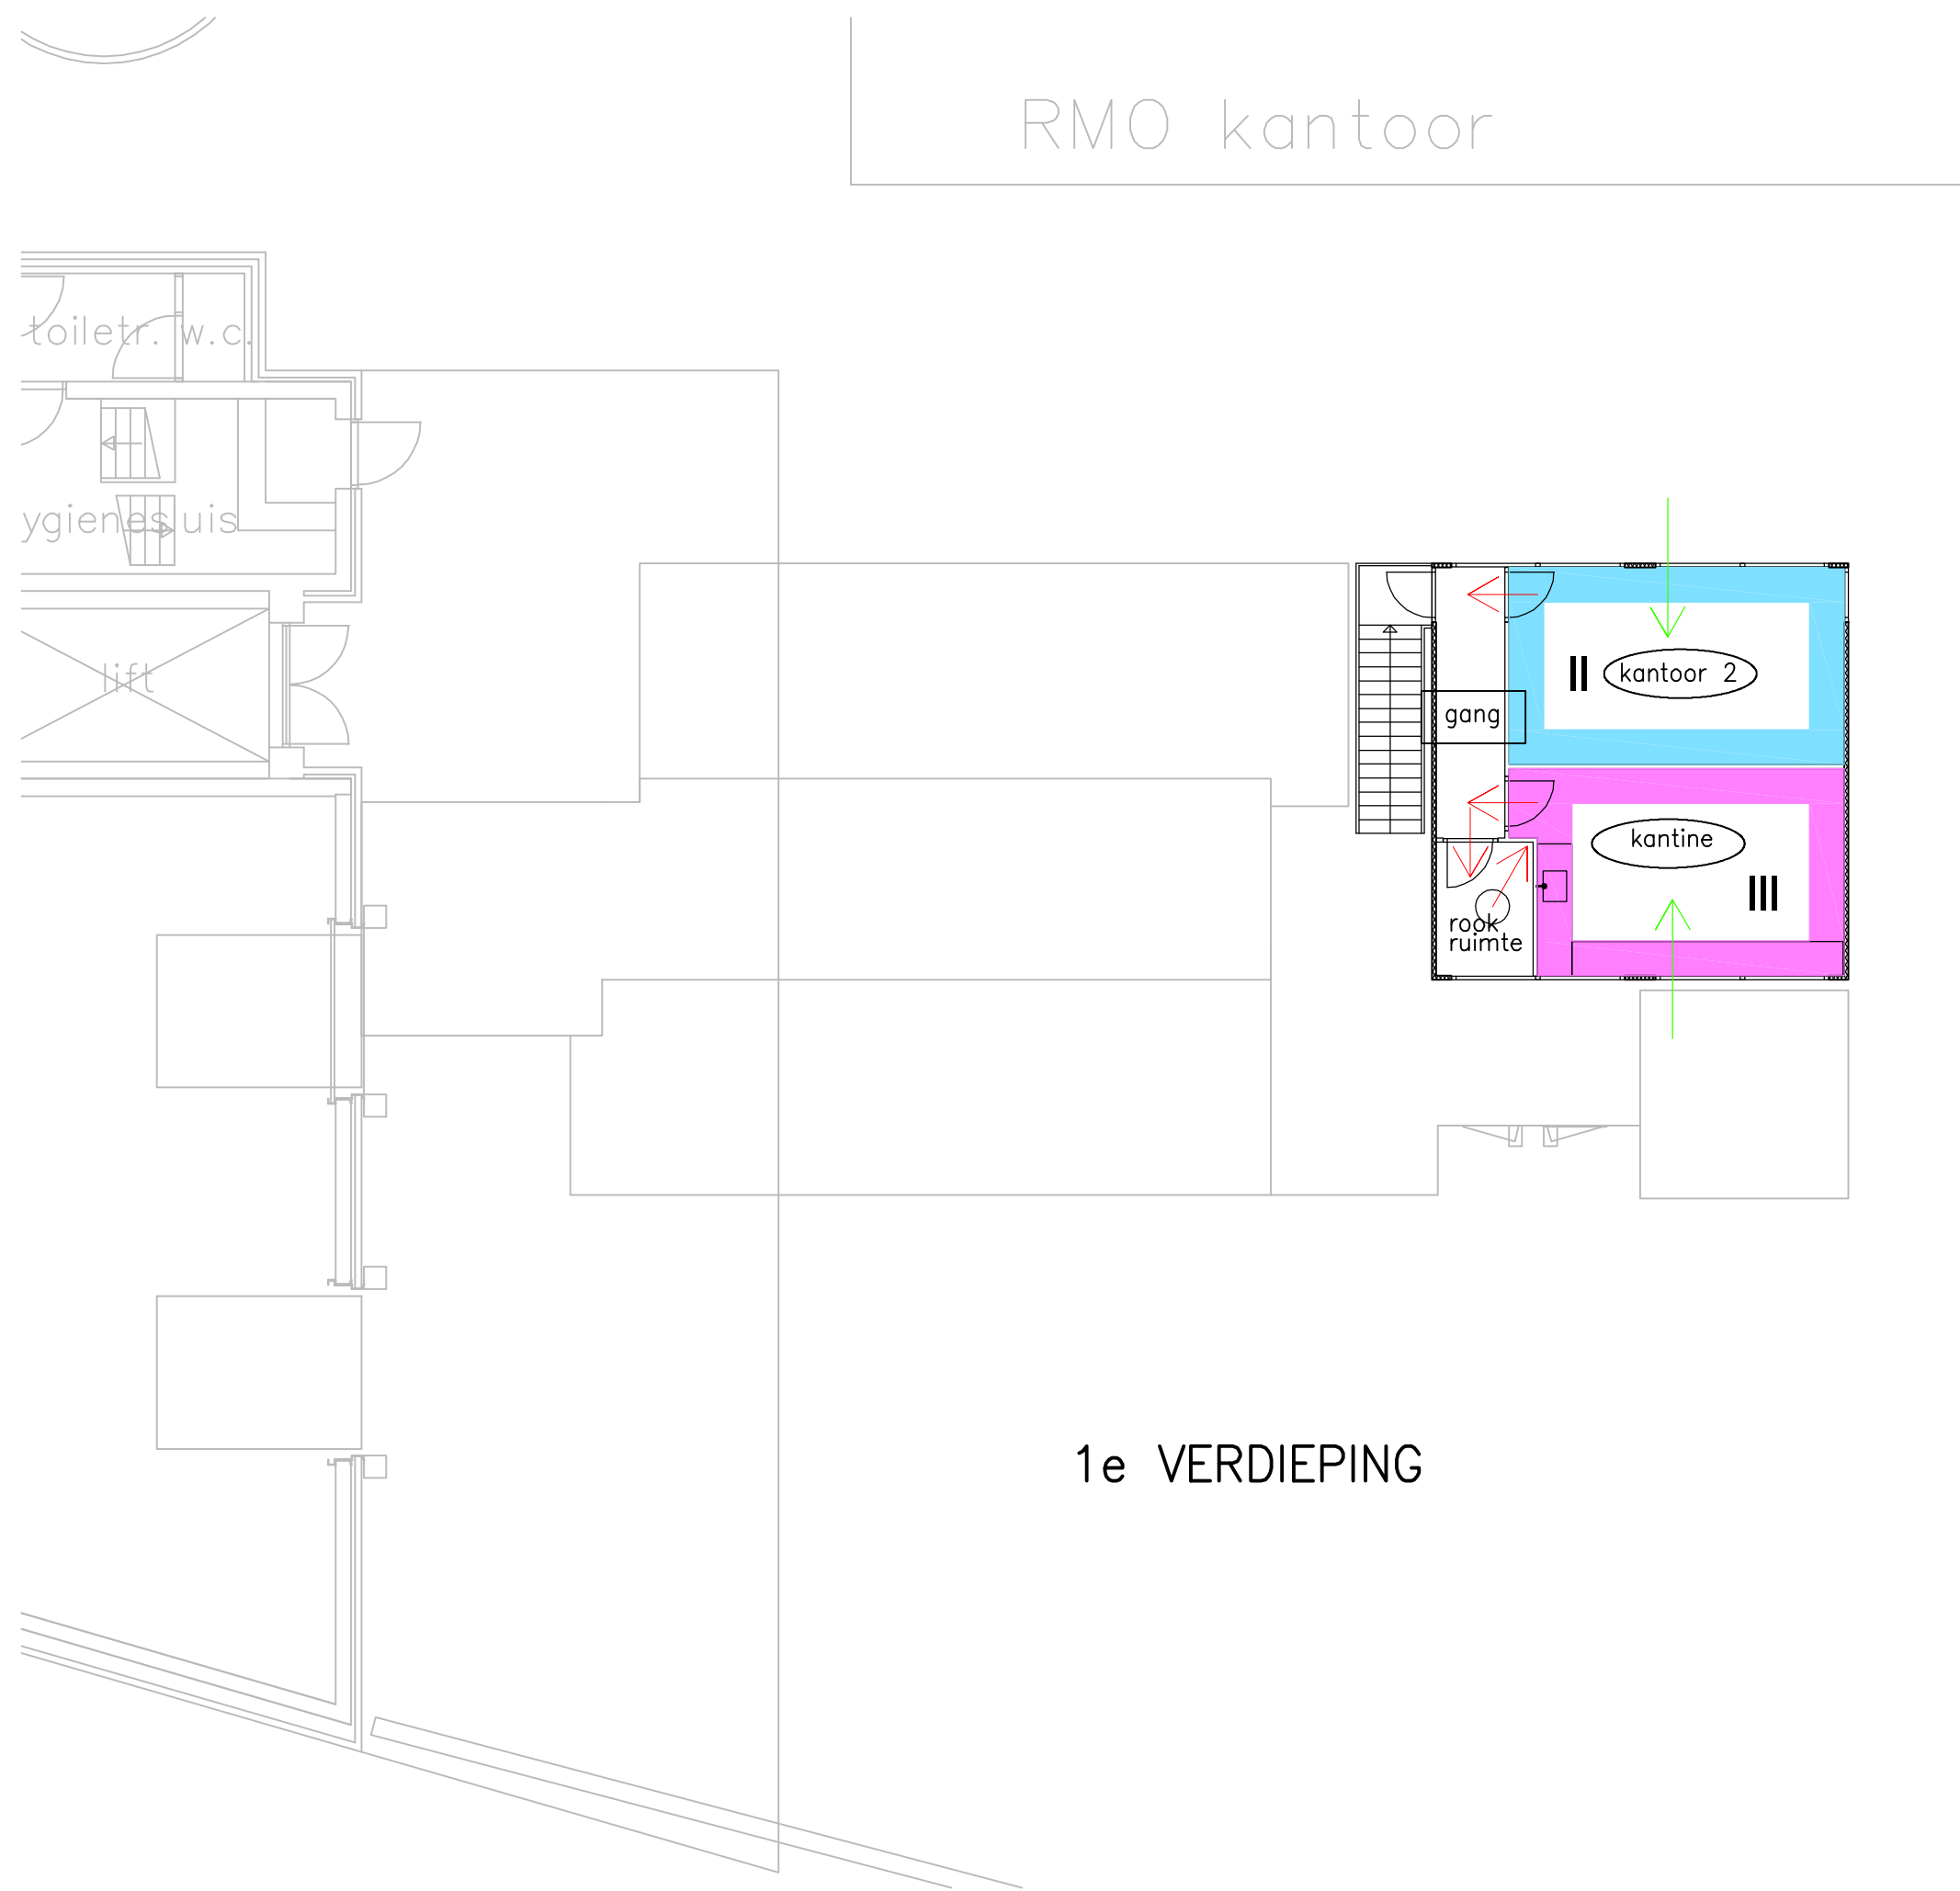 RMO kantoor
toiletr. w.c.
ygienesluis
lift
II
kantoor 2
gang
kantine
III
rook
ruimte
1e VERDIEPING